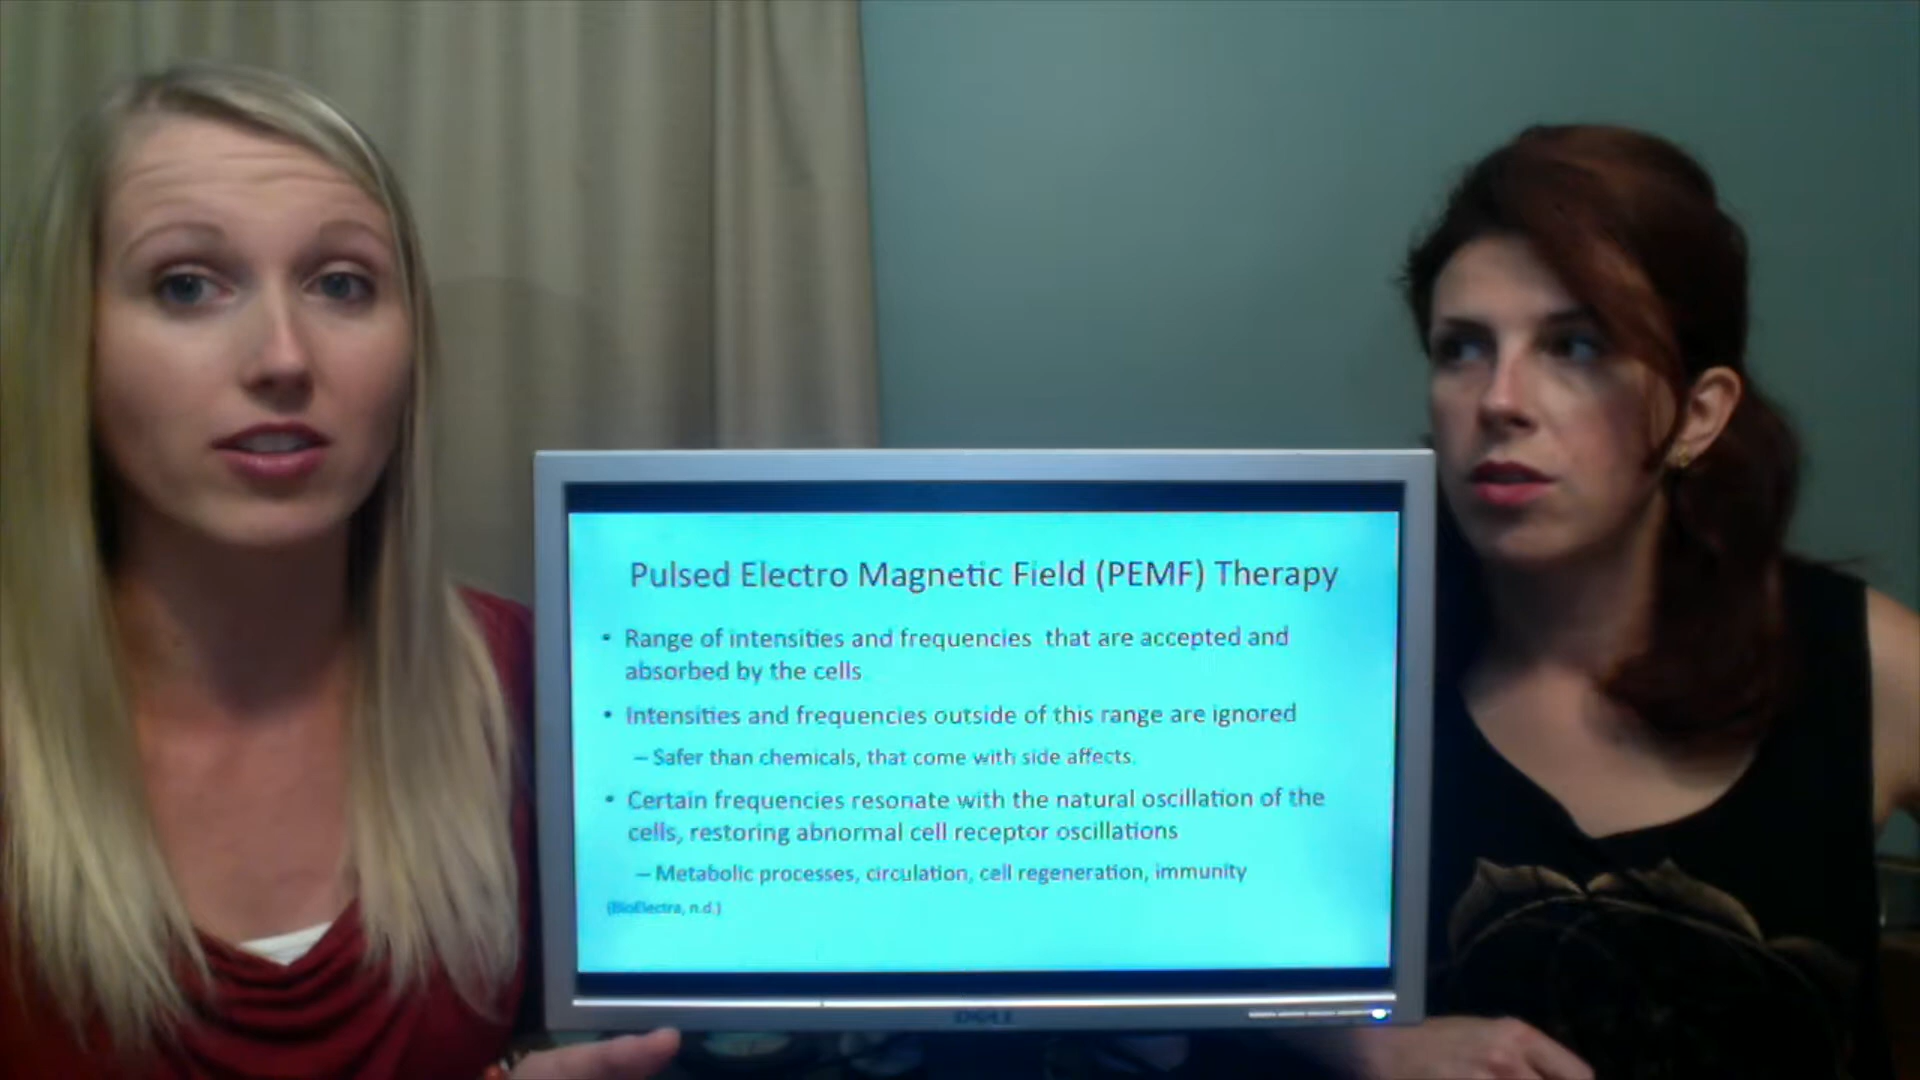 Pulsed Electro Magnetic Field (PEMF) Therapy
• Range of intensities and frequencies that are accepted and
absorbed by the cells
• Intensities and frequencies outside of this range are ignored
– Safer than chemicals, that come with side affects.
• Certain frequencies resonate with the natural oscillation of the
cells, restoring abnormal cell receptor oscillations
– Metabolic processes, circulation, cell regeneration, immunity
(BioElectra, n.d.)
DELL